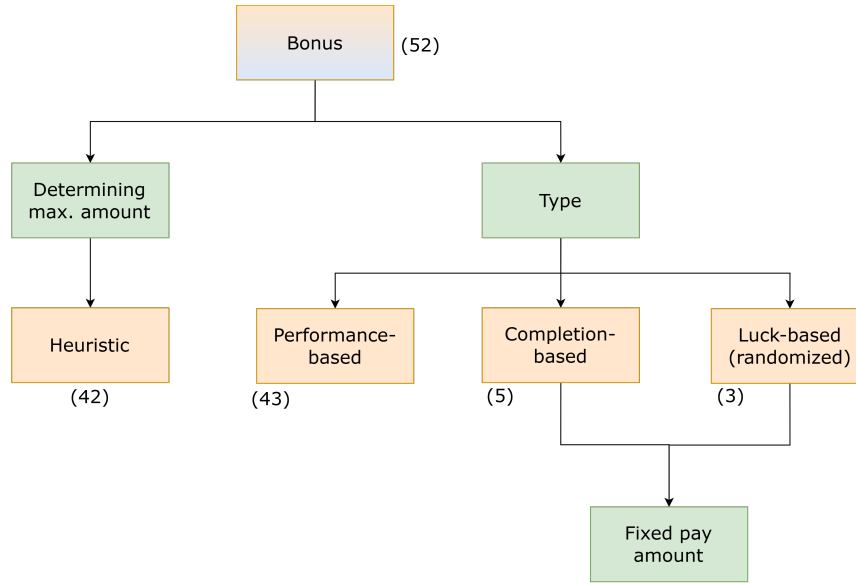 Bonus
(52)
Determining
max. amount
Type
Heuristic
Performance-
based
Completion-
based
Luck-based
(randomized)
(42)
(43)
(5)
(3)
Fixed pay
amount